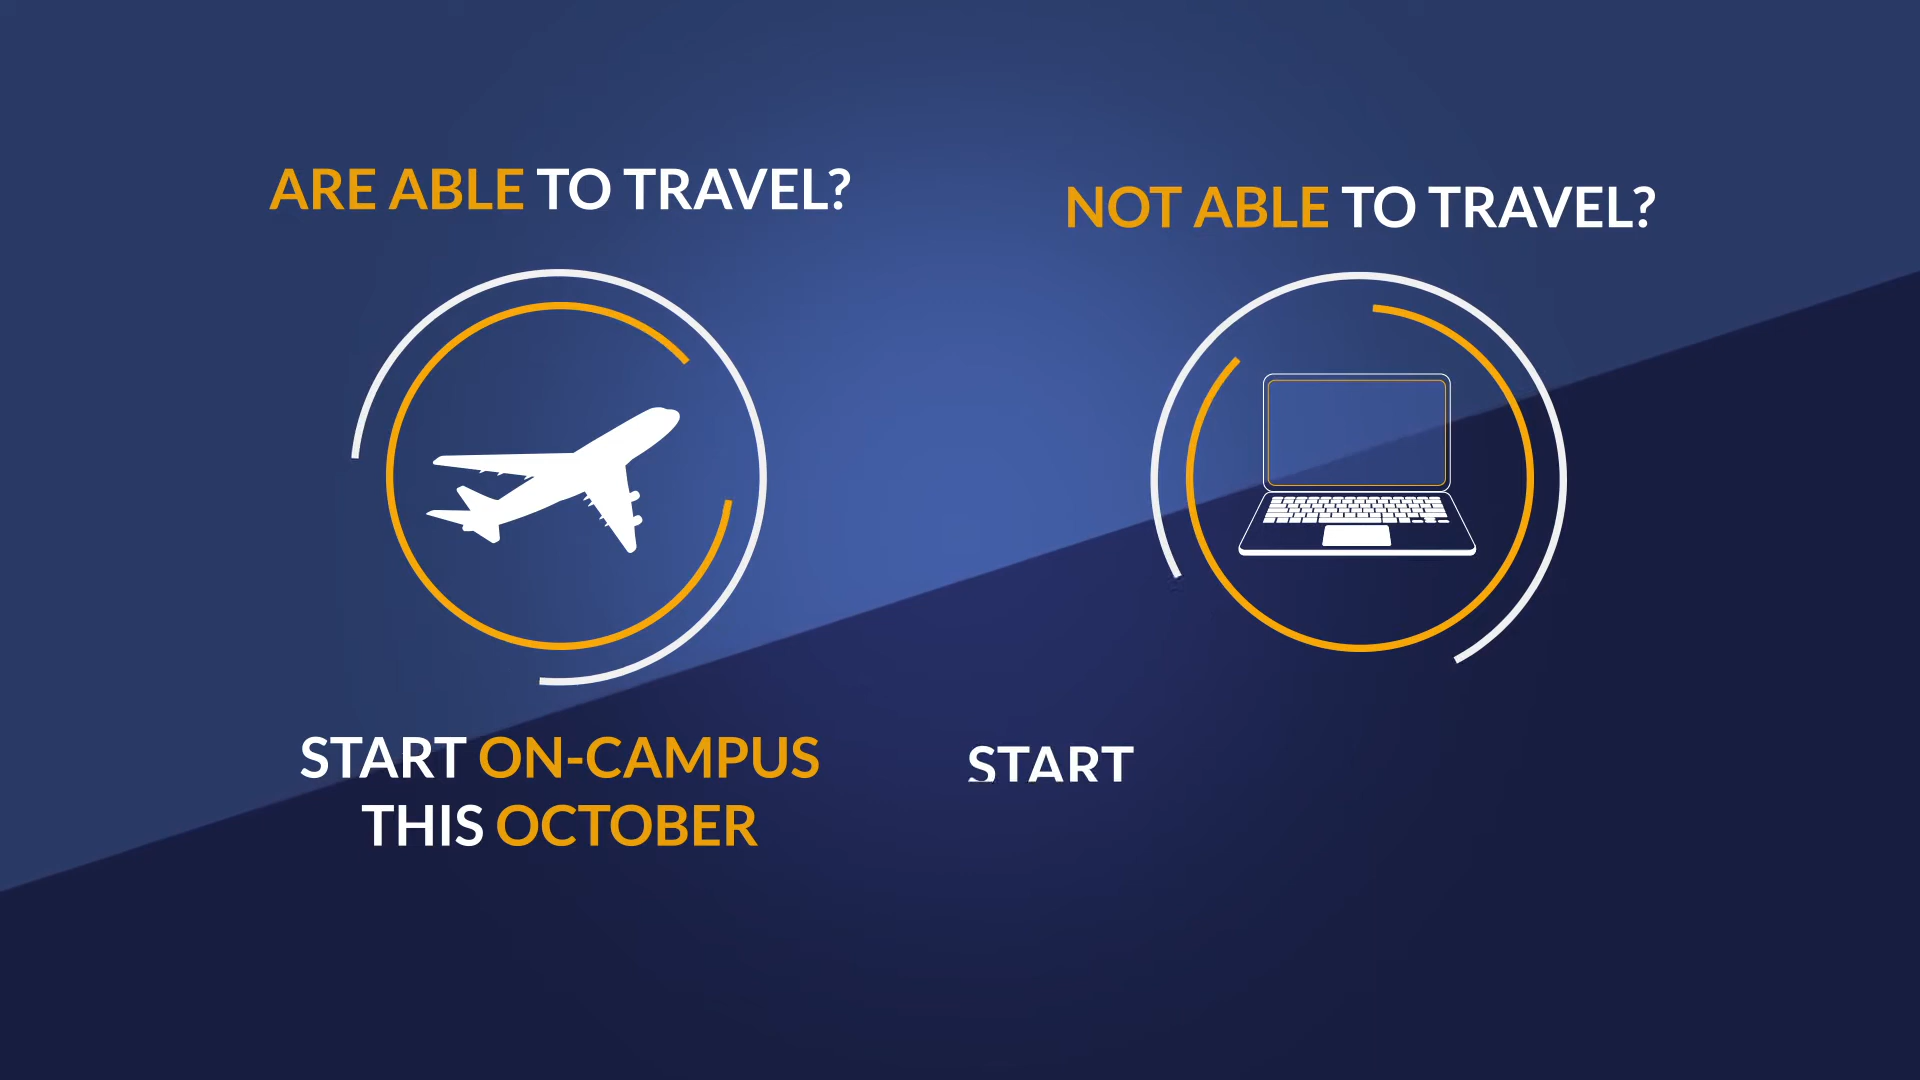 ARE ABLE TO TRAVEL?
START ON-CAMPUS
THIS OCTOBER
NOT ABLE TO TRAVEL?
START